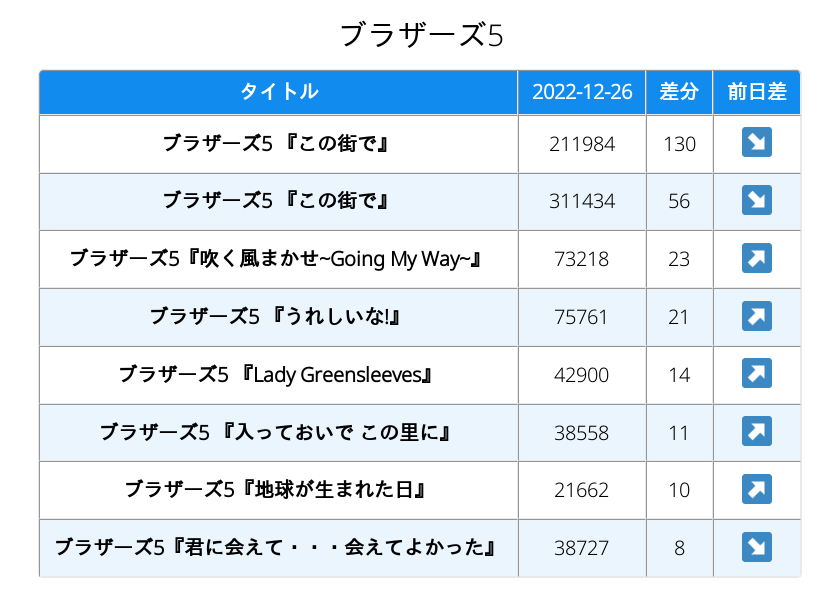 ブラザーズ5
タイトル 2022-12-26 差分 前日差
ブラザーズ5 『この街で』 211984 130 ↘
ブラザーズ5 『この街で』 311434 56 ↘
ブラザーズ5『吹く風まかせ~Going My Way~』 73218 23 ↗
ブラザーズ5 『うれしいな!』 75761 21 ↗
ブラザーズ5 『Lady Greensleeves』 42900 14 ↗
ブラザーズ5 『入っておいで この里に』 38558 11 ↗
ブラザーズ5『地球が生まれた日』 21662 10 ↗
ブラザーズ5『君に会えて・・・会えてよかった』 38727 8 ↘